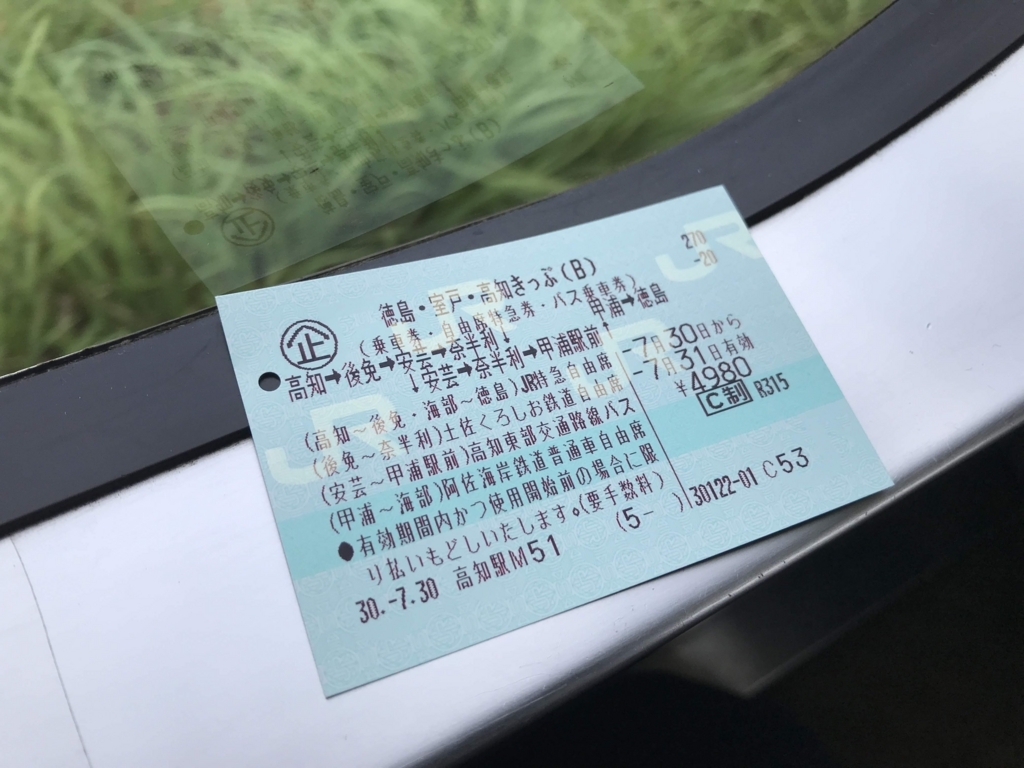 270
-20
徳島・室戸・高知きっぷ(B)
(乗車券・自由席特急券・バス乗車券)
企
高知→後免→安芸→奈半利↓ 甲浦→徳島
↓安芸→奈半利→甲浦駅前↑
(高知〜後免・海部〜徳島)JR特急自由席
(後免〜奈半利)土佐くろしお鉄道自由席
(安芸〜甲浦駅前)高知東部交通路線バス
(甲浦〜海部)阿佐海岸鉄道普通車自由席
●有効期間内かつ使用開始前の場合に限
り払いもどしいたします。(要手数料)
-7月30日から
-7月31日有効
¥4980
C制 R315
30.-7.30 高知駅M51 (5- ) 30122-01 C53
JR